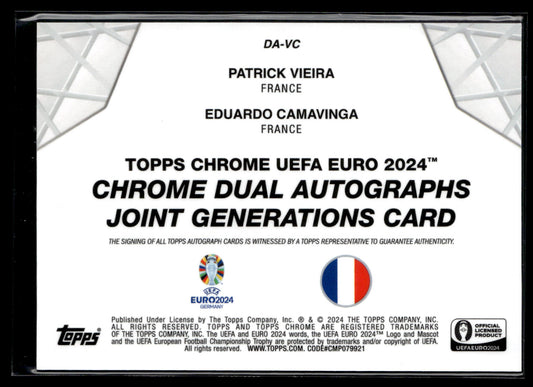 DA-VC
PATRICK VIEIRA
FRANCE
EDUARDO CAMAVINGA
FRANCE
TOPPS CHROME UEFA EURO 2024™
CHROME DUAL AUTOGRAPHS
JOINT GENERATIONS CARD
THE SIGNING OF ALL TOPPS AUTOGRAPH CARDS IS WITNESSED BY A TOPPS REPRESENTATIVE TO GUARANTEE AUTHENTICITY.
UEFA
EURO2024
GERMANY
topps
Published Under License by The Topps Company, Inc. ® & © 2024 THE TOPPS COMPANY, INC.
ALL RIGHTS RESERVED. TOPPS AND TOPPS CHROME ARE REGISTERED TRADEMARKS
OF THE TOPPS COMPANY, INC. The UEFA and EURO 2024 words, the UEFA EURO 2024™ Logo and Mascot
and the UEFA European Football Championship Trophy are protected by trademarks and/or copyright of UEFA.
All rights reserved. WWW.TOPPS.COM. CODE#CMP079921
OFFICIAL
LICENSED
PRODUCT
UEFAEURO2024